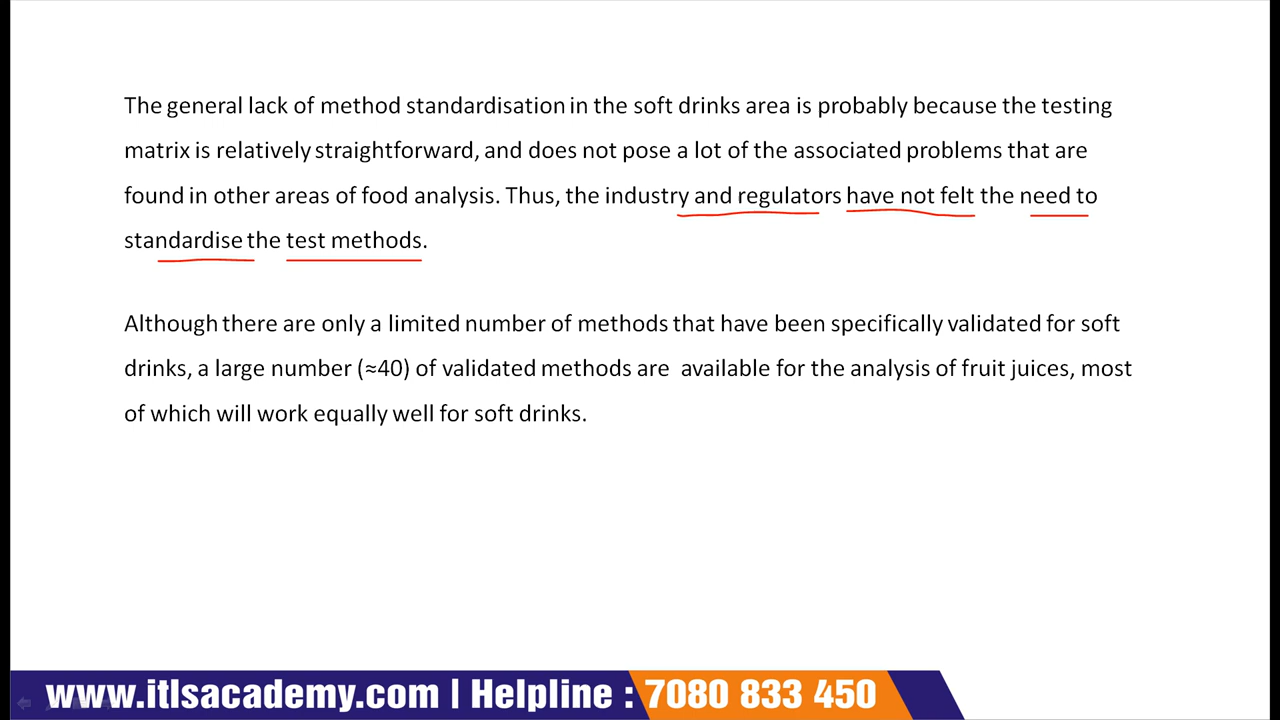 The general lack of method standardisation in the soft drinks area is probably because the testing
matrix is relatively straightforward, and does not pose a lot of the associated problems that are
found in other areas of food analysis. Thus, the industry and regulators have not felt the need to
standardise the test methods.
Although there are only a limited number of methods that have been specifically validated for soft
drinks, a large number (≈40) of validated methods are available for the analysis of fruit juices, most
of which will work equally well for soft drinks.
www.itlsacademy.com | Helpline : 7080 833 450